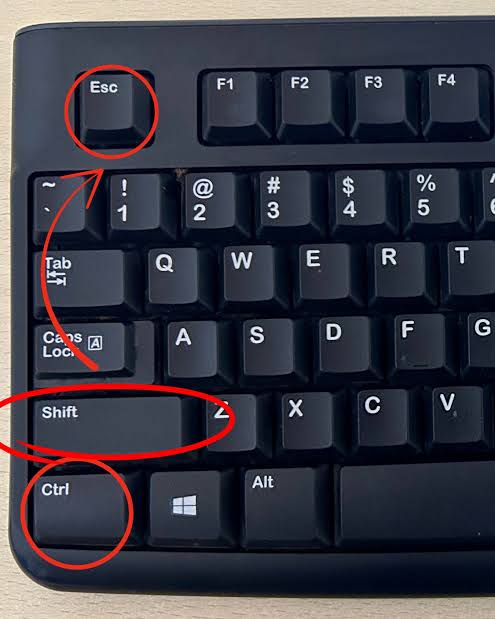 Esc F1 F2 F3 F4
~ ! @ # $ %
` 1 2 3 4 5
Tab Q W E R T
Caps Lock A A S D F G
Shift Z X C V
Ctrl Alt